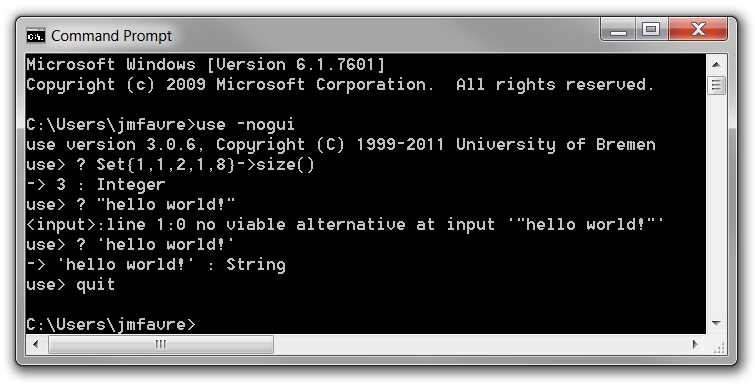 Command Prompt
Microsoft Windows [Version 6.1.7601]
Copyright (c) 2009 Microsoft Corporation.  All rights reserved.
C:\Users\jmfavre>use -nogui
use version 3.0.6, Copyright (C) 1999-2011 University of Bremen
use> ? Set{1,1,2,1,8}->size()
-> 3 : Integer
use> ? "hello world!"
<input>:line 1:0 no viable alternative at input '"hello world!"'
use> ? 'hello world!'
-> 'hello world!' : String
use> quit
C:\Users\jmfavre>